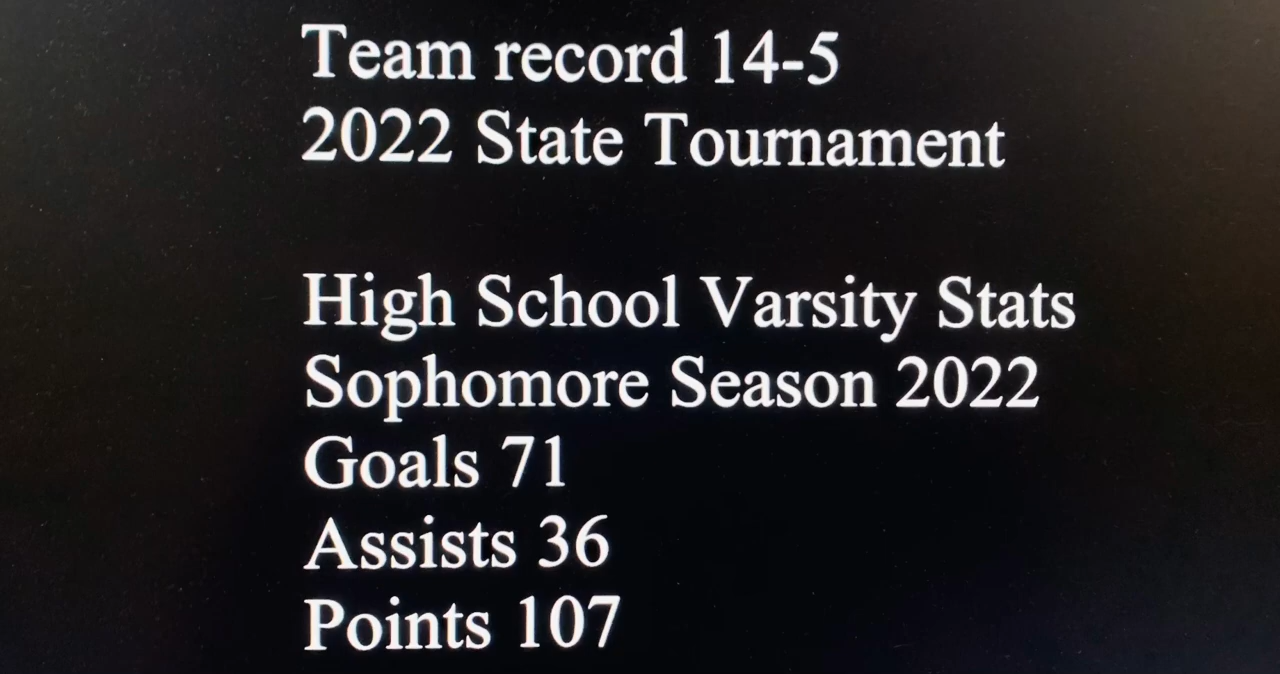 Team record 14-5
2022 State Tournament
High School Varsity Stats
Sophomore Season 2022
Goals 71
Assists 36
Points 107